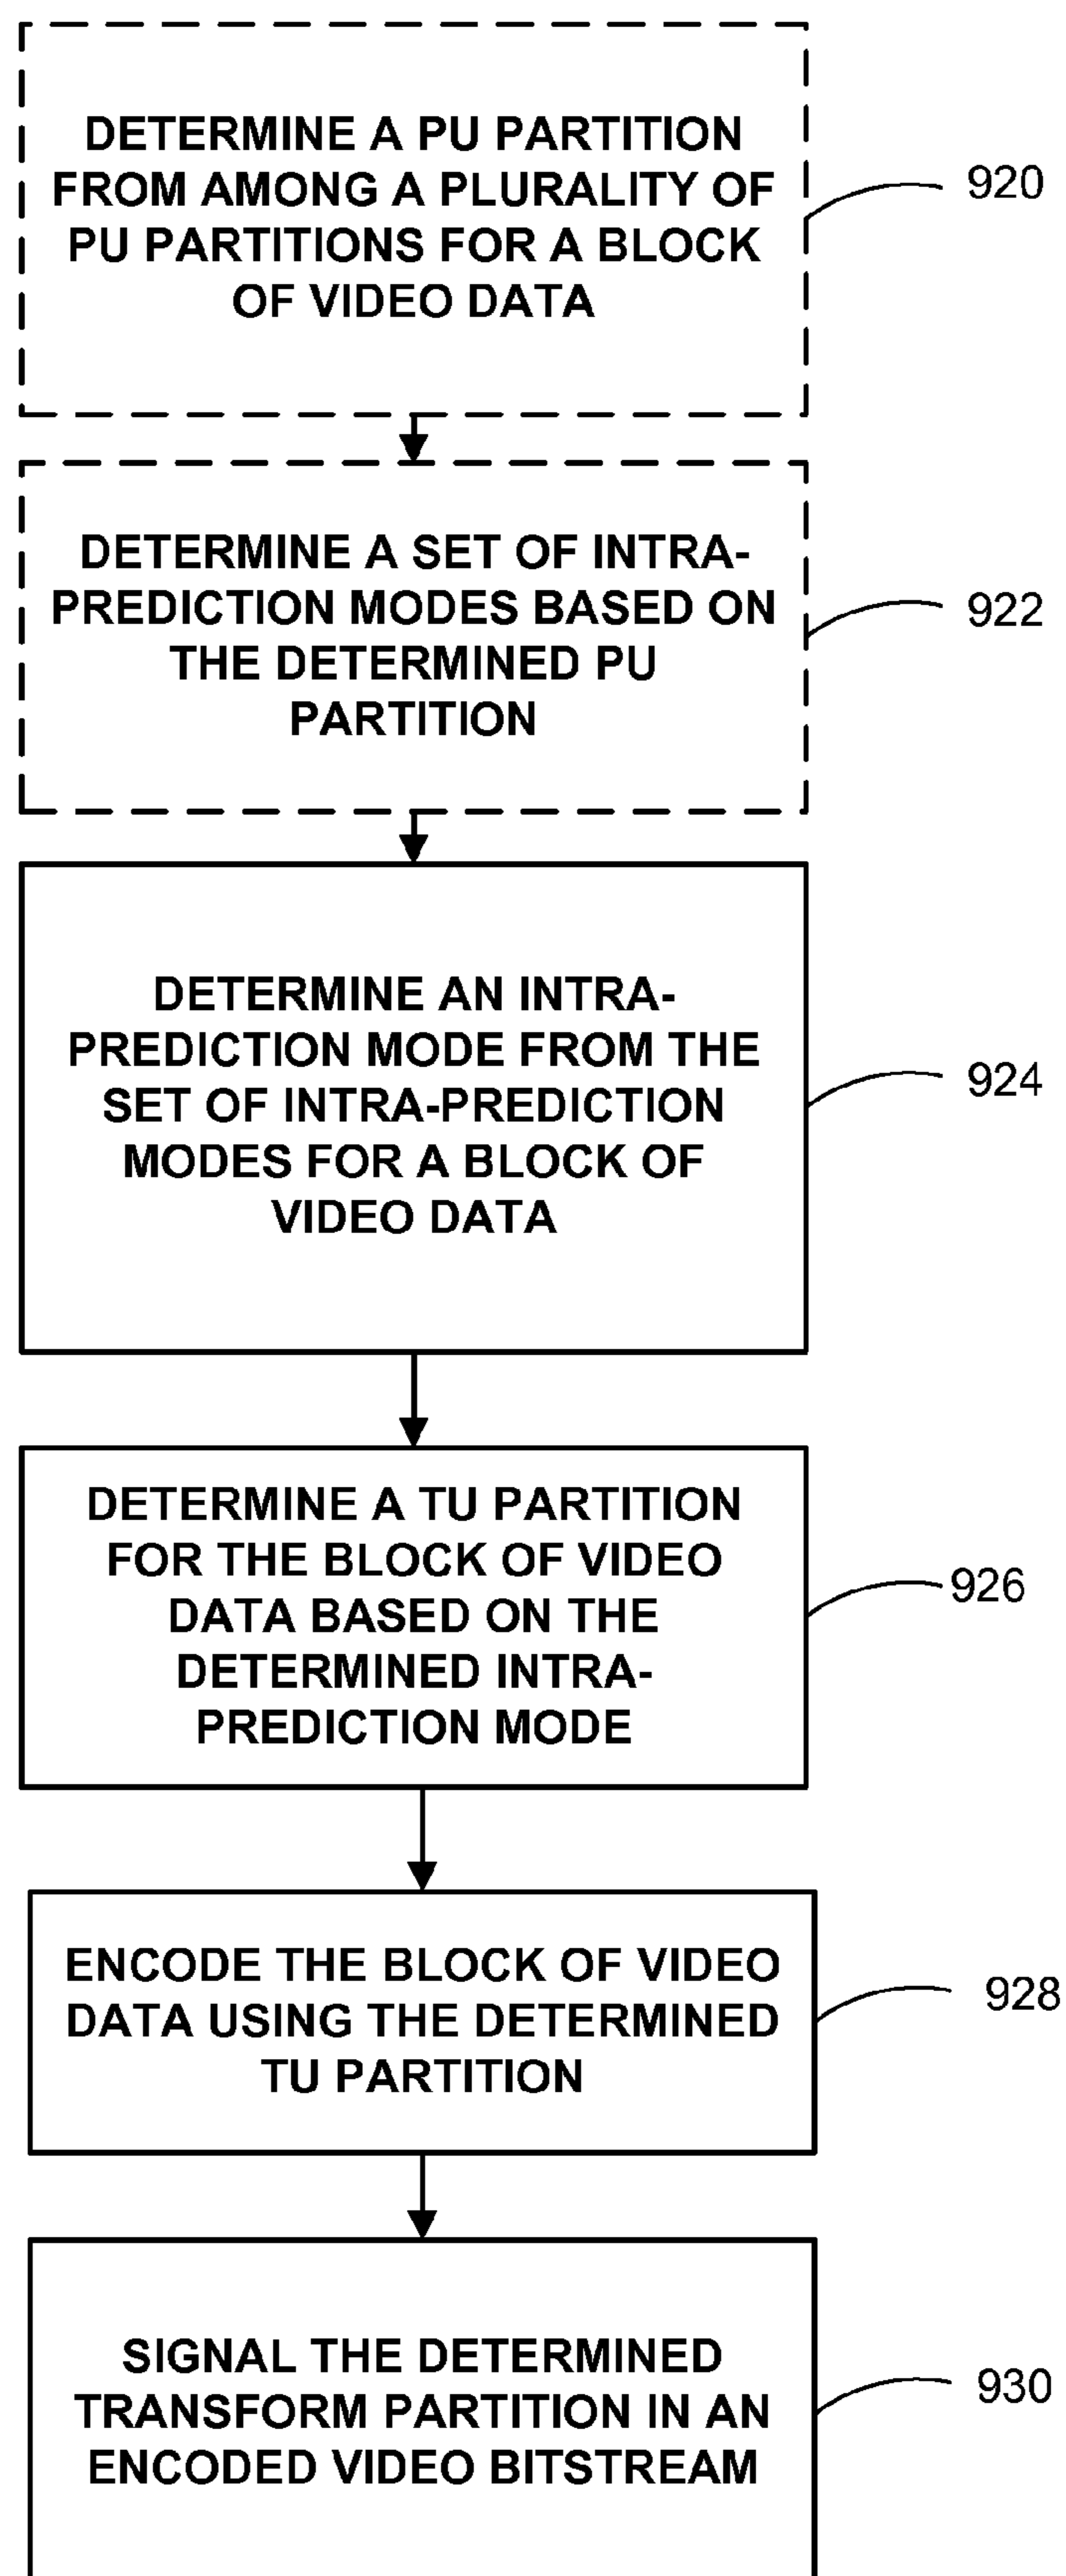 DETERMINE A PU PARTITION
FROM AMONG A PLURALITY OF
PU PARTITIONS FOR A BLOCK
OF VIDEO DATA
920
DETERMINE A SET OF INTRA-
PREDICTION MODES BASED ON
THE DETERMINED PU
PARTITION
922
DETERMINE AN INTRA-
PREDICTION MODE FROM THE
SET OF INTRA-PREDICTION
MODES FOR A BLOCK OF
VIDEO DATA
924
DETERMINE A TU PARTITION
FOR THE BLOCK OF VIDEO
DATA BASED ON THE
DETERMINED INTRA-
PREDICTION MODE
926
ENCODE THE BLOCK OF VIDEO
DATA USING THE DETERMINED
TU PARTITION
928
SIGNAL THE DETERMINED
TRANSFORM PARTITION IN AN
ENCODED VIDEO BITSTREAM
930